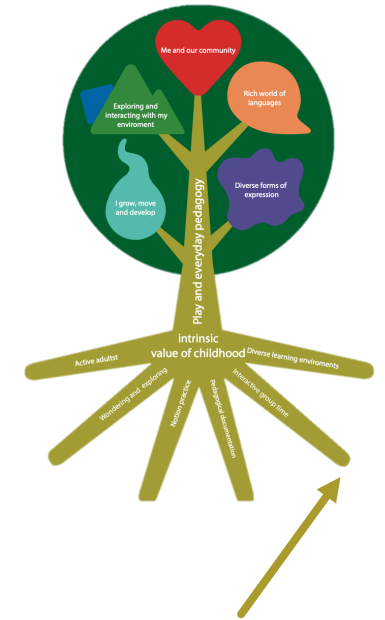 Me and our community
Exploring and
interacting with my
enviroment
Rich world of
languages
I grow, move
and develop
Diverse forms of
expression
Play and everyday pedagogy
intrinsic
value of childhood
Active adultst
Wondering and exploring
Notion practice
Pedagogical documentation
Interactive group time
Diverse learning enviroments